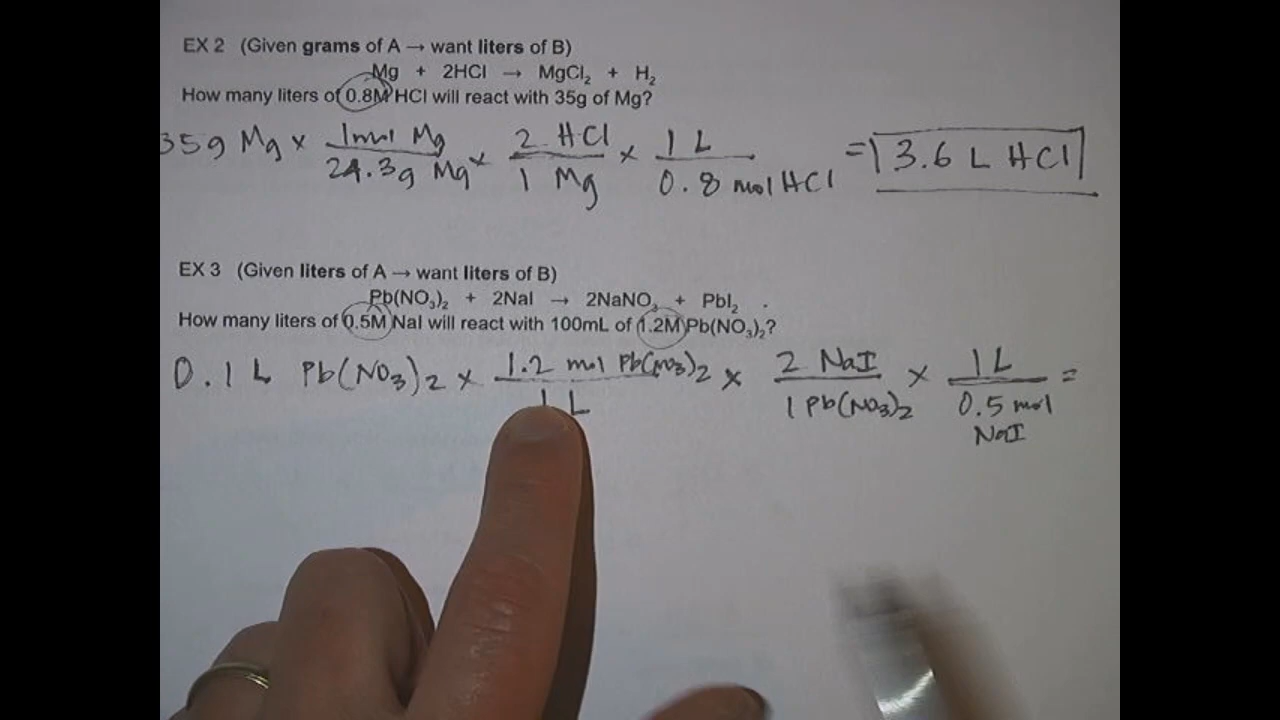 EX 2 (Given grams of A → want liters of B)
Mg + 2HCl → MgCl₂ + H₂
How many liters of 0.8M HCl will react with 35g of Mg?
35g Mg × 1 mol Mg / 24.3g Mg × 2 HCl / 1 Mg × 1 L / 0.8 mol HCl = 3.6 L HCl
EX 3 (Given liters of A → want liters of B)
Pb(NO₃)₂ + 2NaI → 2NaNO₃ + PbI₂ .
How many liters of 0.5M NaI will react with 100mL of 1.2M Pb(NO₃)₂?
0.1 L Pb(NO₃)₂ × 1.2 mol Pb(NO₃)₂ / 1 L × 2 NaI / 1 Pb(NO₃)₂ × 1 L / 0.5 mol NaI =